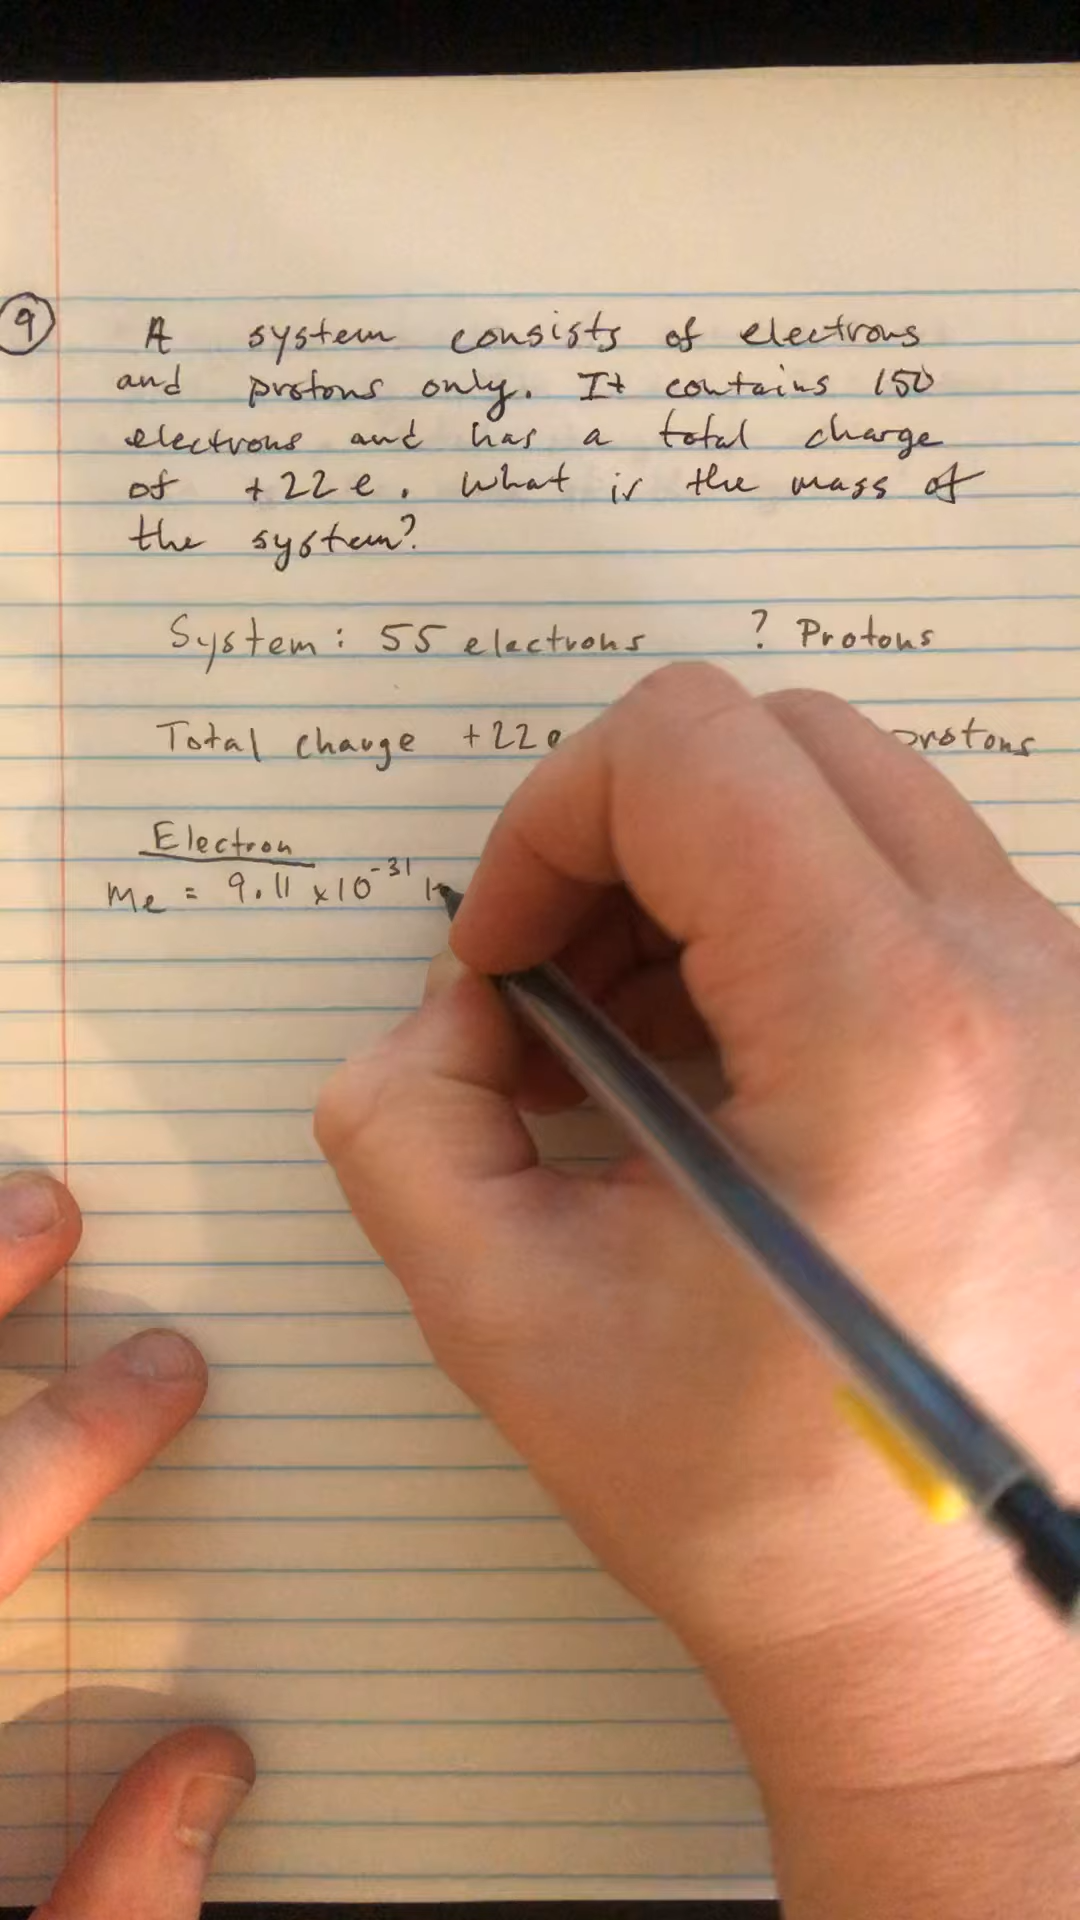 9
A system consists of electrons
and protons only. It contains 150
electrons and has a total charge
of +22e. What is the mass of
the system?
System: 55 electrons ? Protons
Total charge +22e
Electron
Me = 9.11 x10⁻³¹